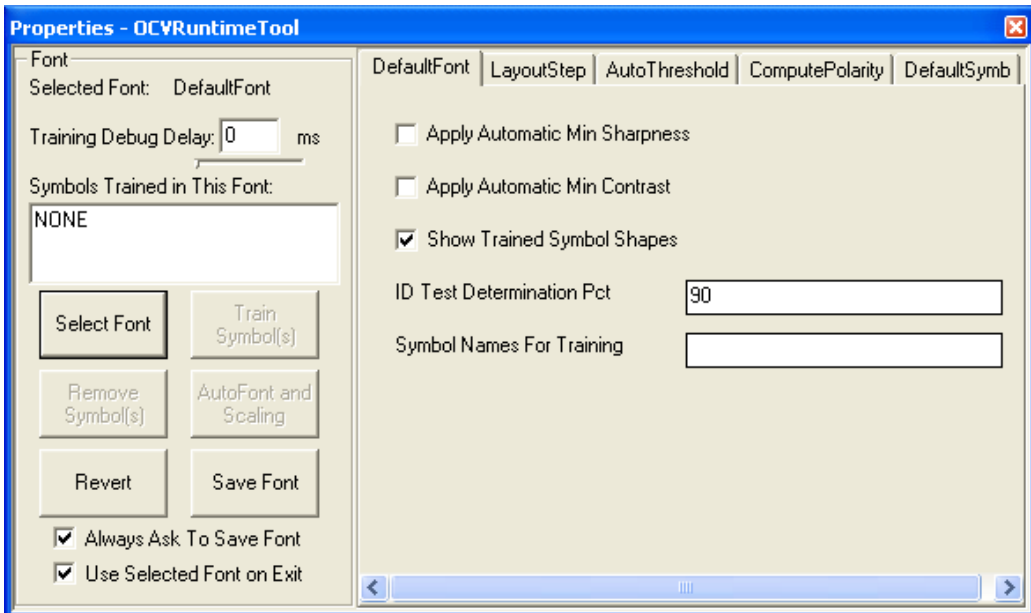 Properties - OCVRuntimeTool
Font
Selected Font: DefaultFont
Training Debug Delay: 0 ms
Symbols Trained in This Font:
NONE
Select Font
Train
Symbol(s)
Remove
Symbol(s)
AutoFont and
Scaling
Revert
Save Font
Always Ask To Save Font
Use Selected Font on Exit
DefaultFont
LayoutStep
AutoThreshold
ComputePolarity
DefaultSymb
Apply Automatic Min Sharpness
Apply Automatic Min Contrast
Show Trained Symbol Shapes
ID Test Determination Pct 90
Symbol Names For Training